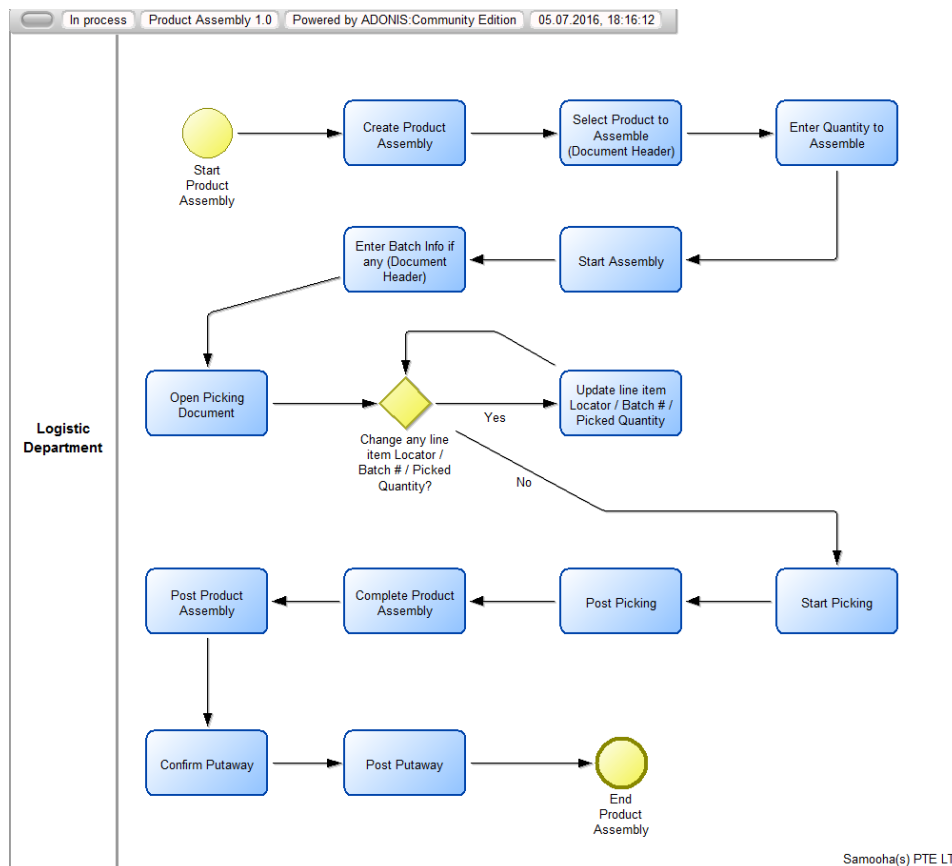 In process
Product Assembly 1.0
Powered by ADONIS:Community Edition
05.07.2016, 18:16:12
Logistic
Department
Start
Product
Assembly
Create Product
Assembly
Select Product to
Assemble
(Document Header)
Enter Quantity to
Assemble
Start Assembly
Enter Batch Info if
any (Document
Header)
Open Picking
Document
Change any line
item Locator /
Batch # / Picked
Quantity?
Yes
Update line item
Locator / Batch # /
Picked Quantity
No
Start Picking
Post Picking
Complete Product
Assembly
Post Product
Assembly
Confirm Putaway
Post Putaway
End
Product
Assembly
Samooha(s) PTE LT